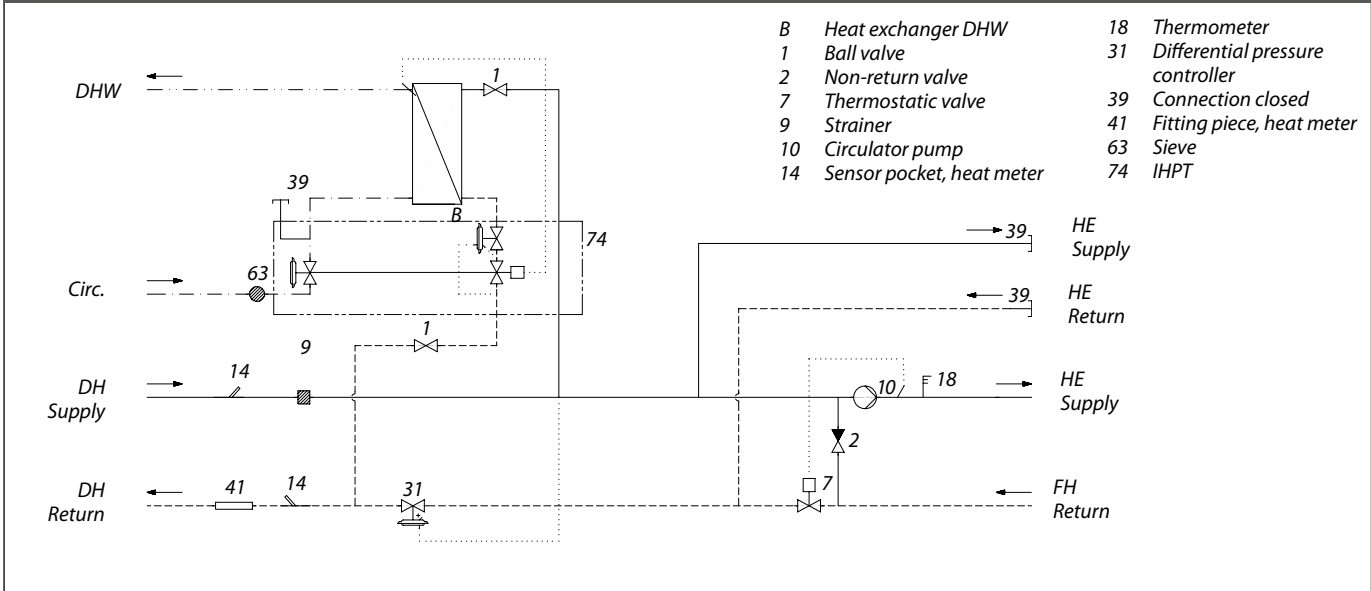 B Heat exchanger DHW
1 Ball valve
2 Non-return valve
7 Thermostatic valve
9 Strainer
10 Circulator pump
14 Sensor pocket, heat meter
18 Thermometer
31 Differential pressure
controller
39 Connection closed
41 Fitting piece, heat meter
63 Sieve
74 IHPT
DHW
1
39
B
74
63
Circ.
39
HE
Supply
39
HE
Return
1
9
14
DH
Supply
10
18
HE
Supply
2
7
41
14
31
+
DH
Return
FH
Return